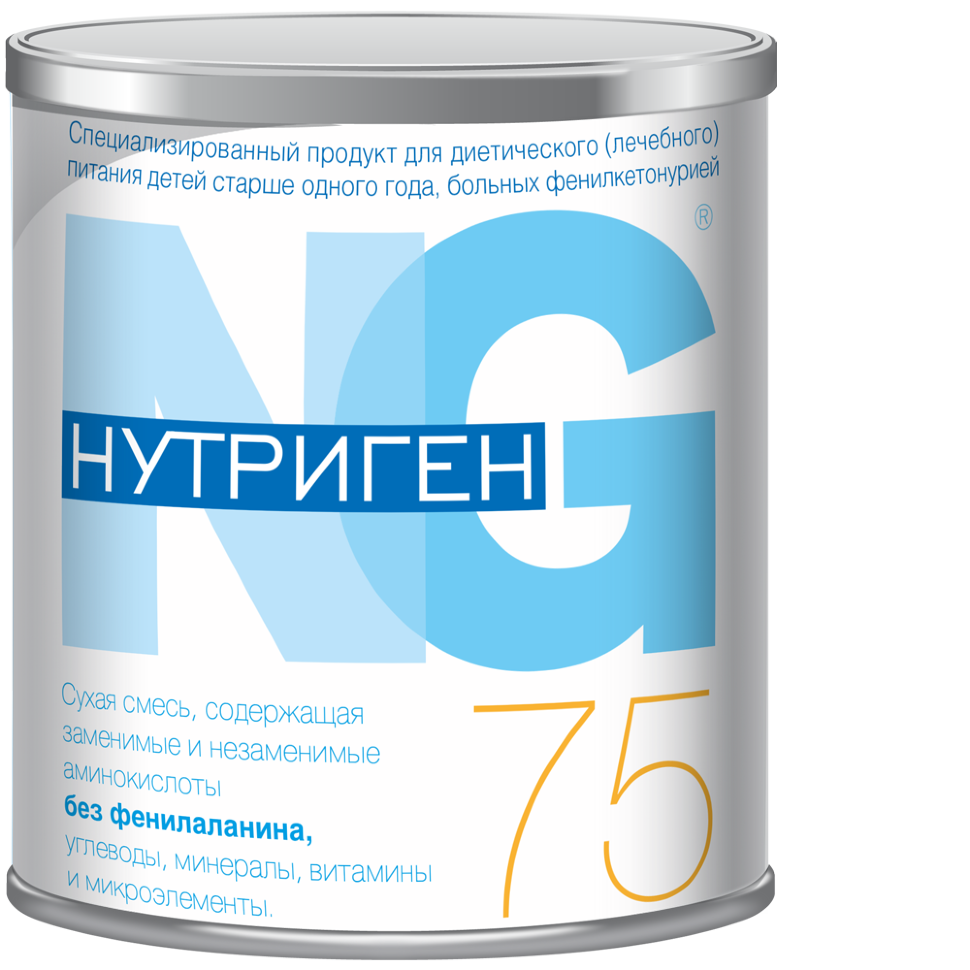 Специализированный продукт для диетического (лечебного)
питания детей старше одного года, больных фенилкетонурией
®
NG
НУТРИГЕН
75
Сухая смесь, содержащая
заменимые и незаменимые
аминокислоты
без фенилаланина,
углеводы, минералы, витамины
и микроэлементы.